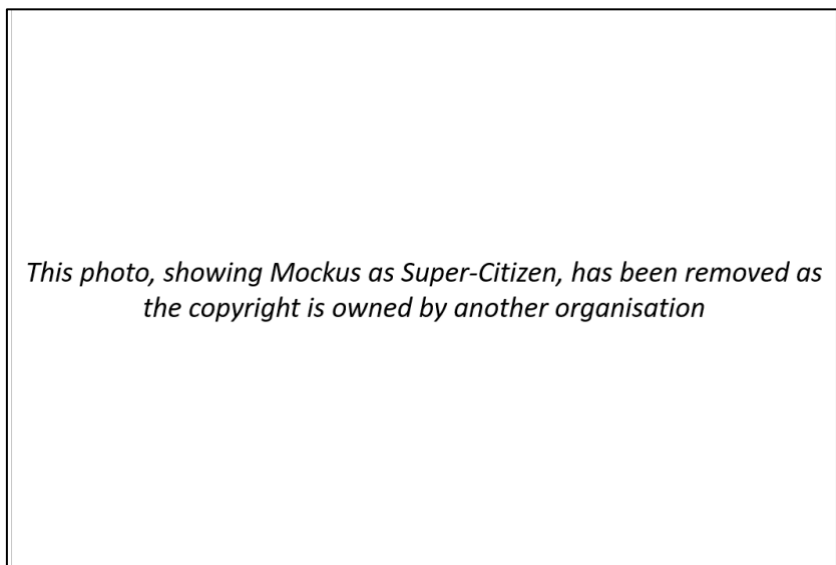 This photo, showing Mockus as Super-Citizen, has been removed as
the copyright is owned by another organisation